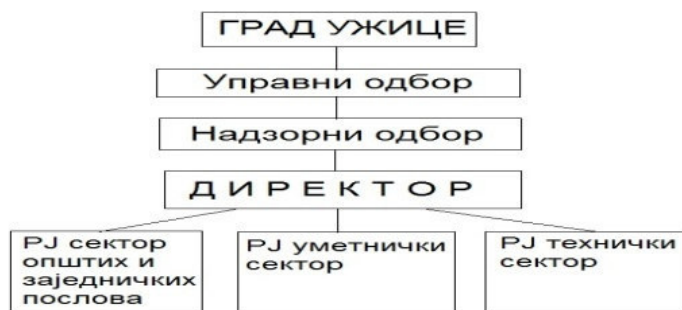 ГРАД УЖИЦЕ
Управни одбор
Надзорни одбор
Д И Р Е К Т О Р
РЈ сектор
општих и
заједничких
послова
РЈ уметнички
сектор
РЈ технички
сектор